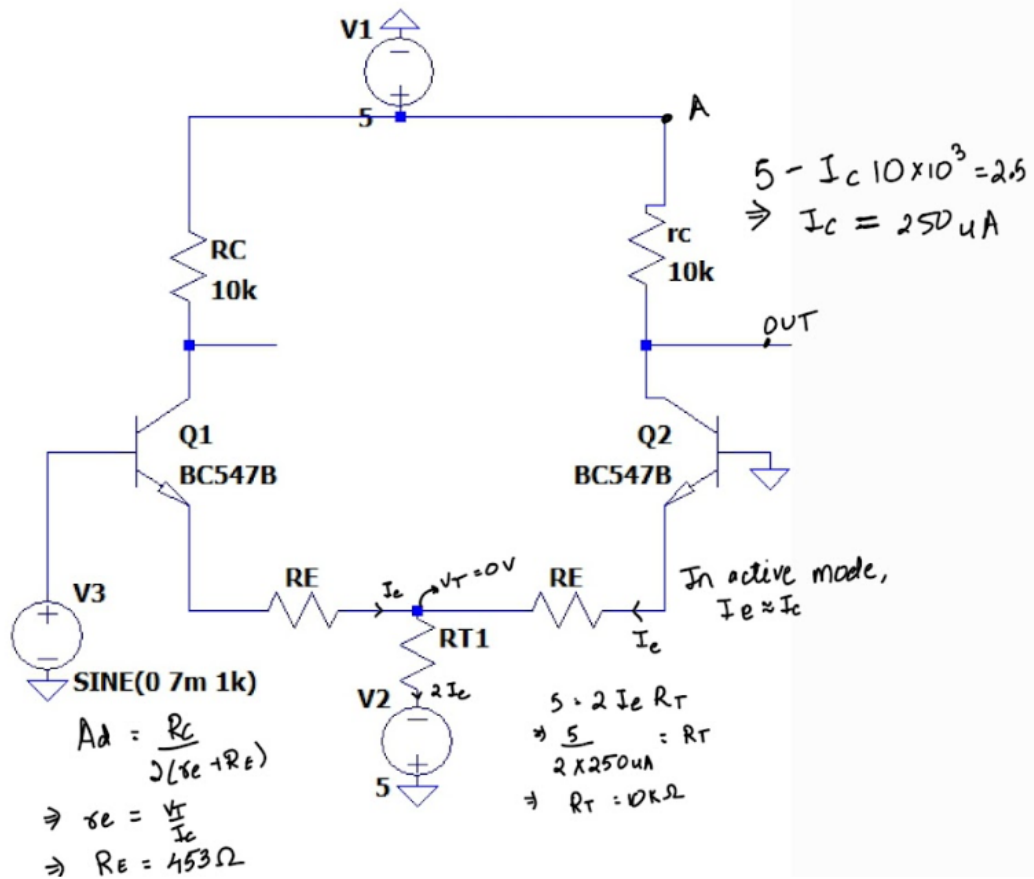 V1
5
A
5 - Ic 10×10³ = 2.5
⇒ Ic = 250 uA
RC
10k
rc
10k
OUT
Q1
BC547B
Q2
BC547B
RE
Ie
VT = 0V
RE
Ie
In active mode,
Ie ≈ Ic
V3
SINE(0 7m 1k)
RT1
V2
2Ie
5
Ad = Rc / 2(re + RE)
⇒ re = VT / Ic
⇒ RE = 453Ω
5 = 2 Ie RT
⇒ 5 / 2×250uA = RT
⇒ RT = 10KΩ